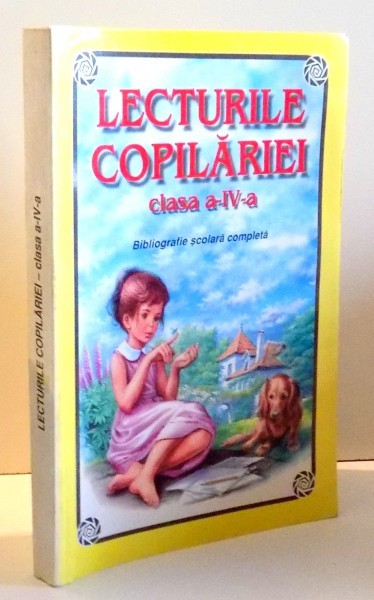 LECTURILE
COPILĂRIEI
clasa a-IV-a
Bibliografie școlară completă
LECTURILE COPILĂRIEI – clasa a-IV-a